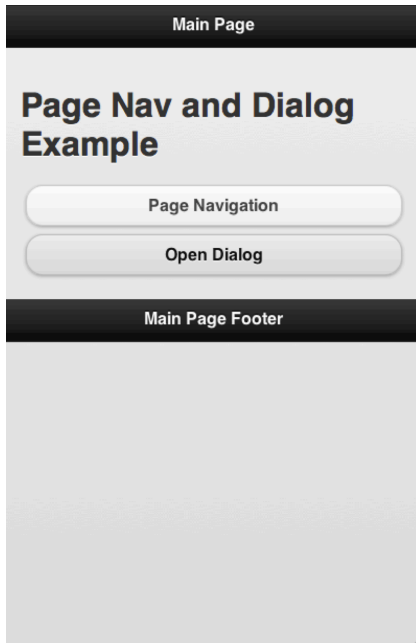 Main Page
Page Nav and Dialog
Example
Page Navigation
Open Dialog
Main Page Footer